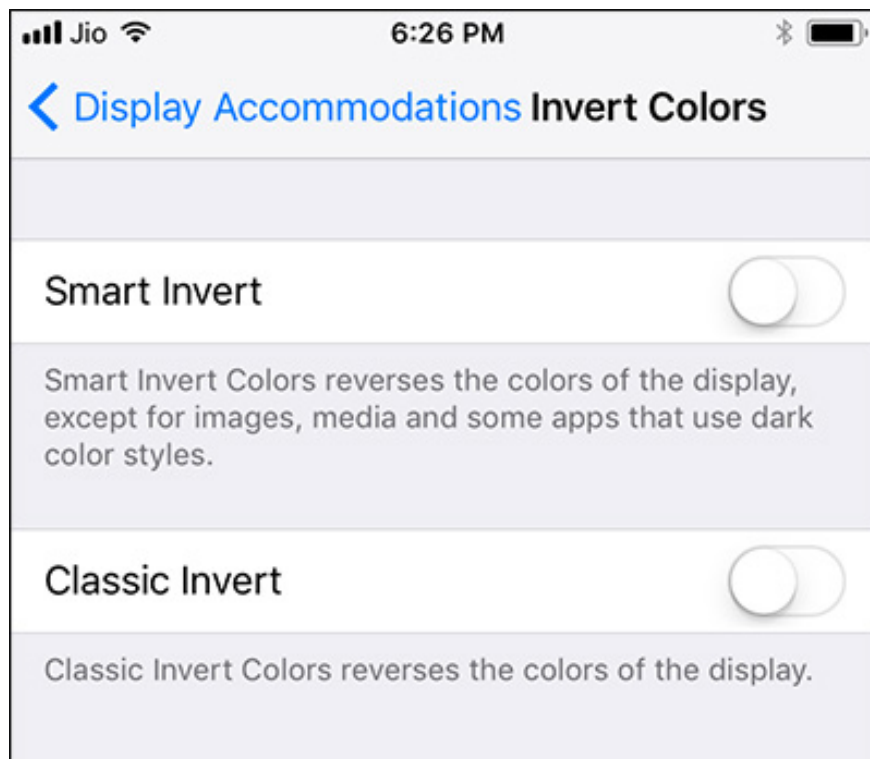 Jio 6:26 PM
Display Accommodations Invert Colors
Smart Invert
Smart Invert Colors reverses the colors of the display,
except for images, media and some apps that use dark
color styles.
Classic Invert
Classic Invert Colors reverses the colors of the display.